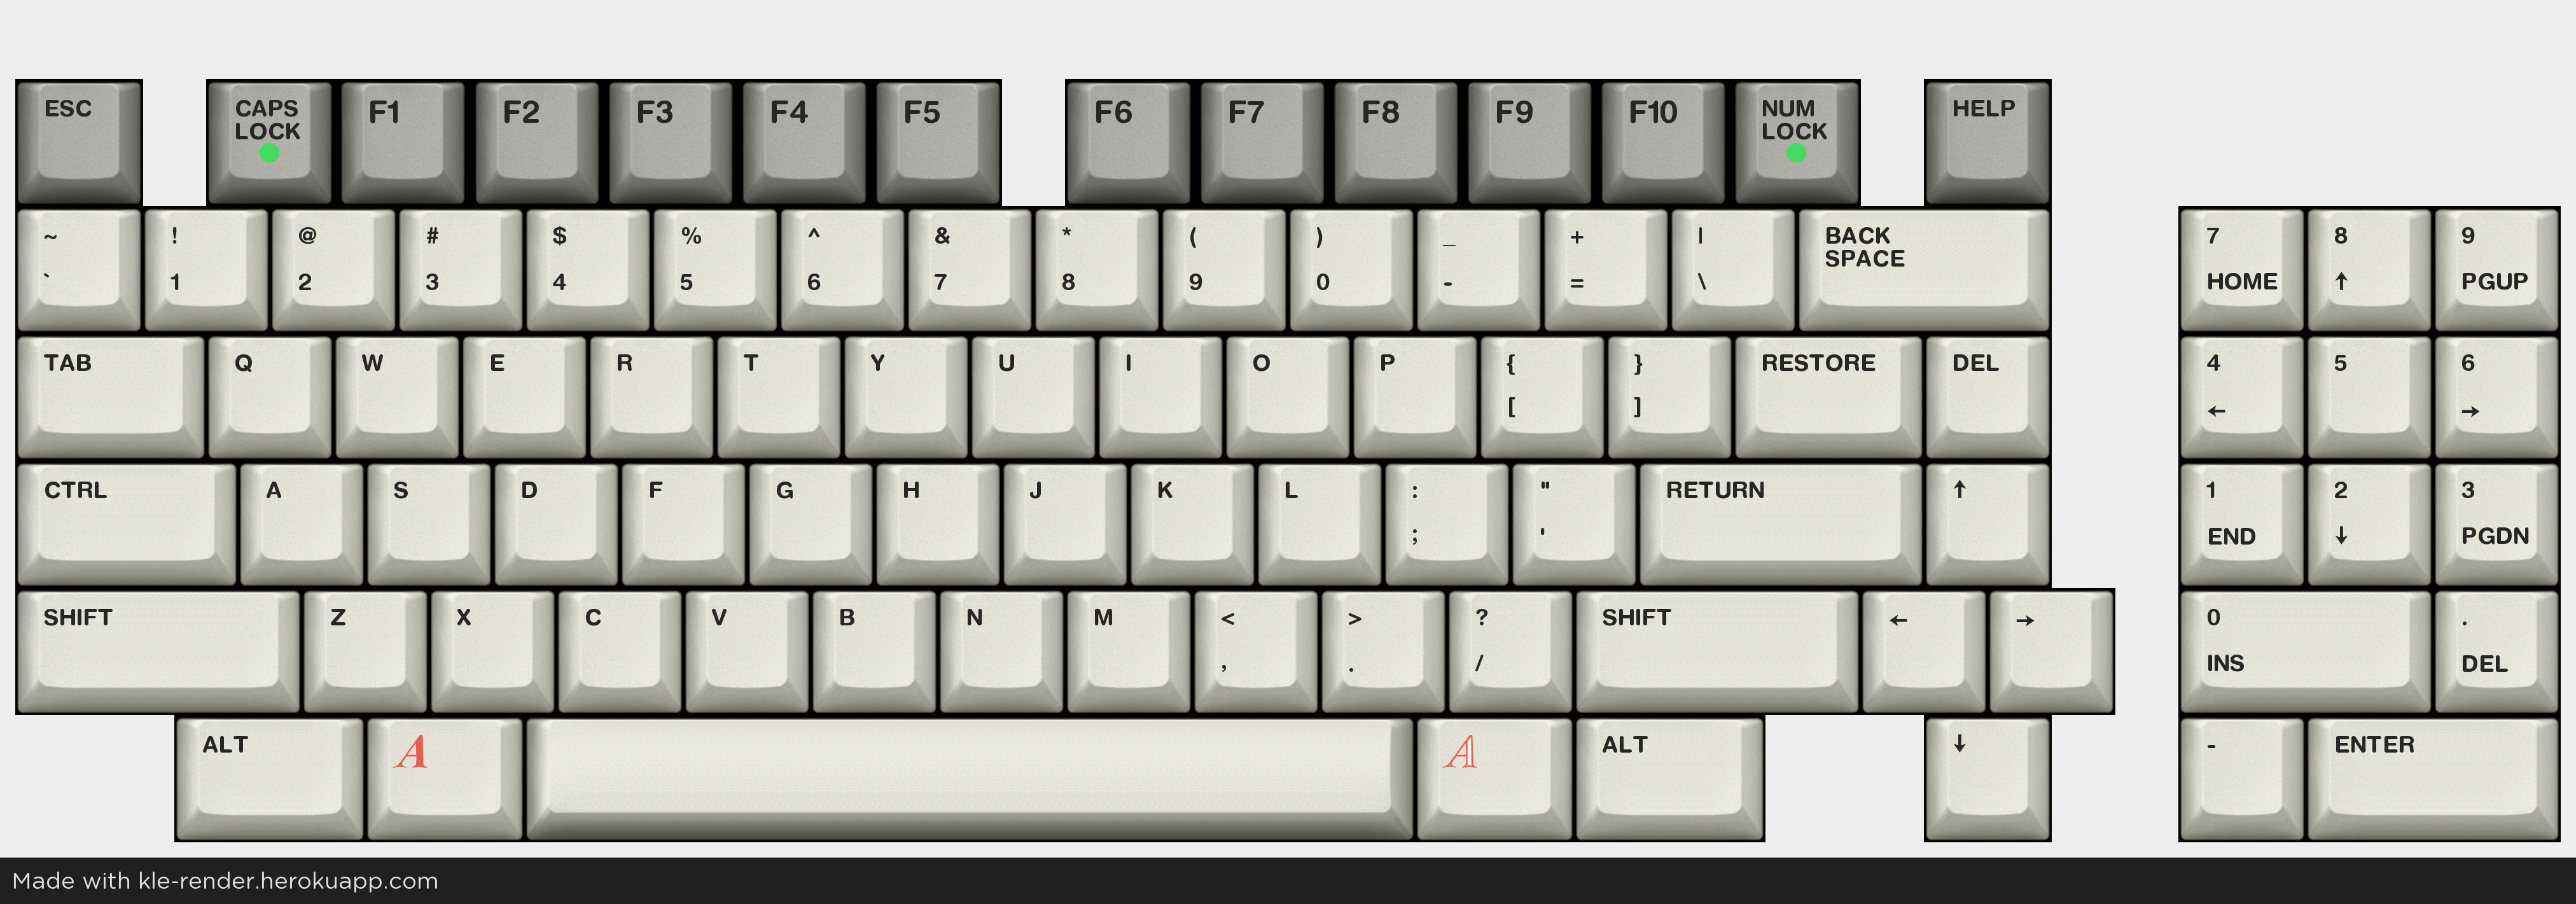 ESC CAPS LOCK F1 F2 F3 F4 F5 F6 F7 F8 F9 F10 NUM LOCK HELP
~ ` ! 1 @ 2 # 3 $ 4 % 5 ^ 6 & 7 * 8 ( 9 ) 0 _ - + = | \ BACK SPACE 7 HOME 8 ↑ 9 PGUP
TAB Q W E R T Y U I O P { [ } ] RESTORE DEL 4 ← 5 6 →
CTRL A S D F G H J K L : ; " ' RETURN ↑ 1 END 2 ↓ 3 PGDN
SHIFT Z X C V B N M < , > . ? / SHIFT ← → 0 INS . DEL
ALT A A ALT ↓ - ENTER
Made with kle-render.herokuapp.com